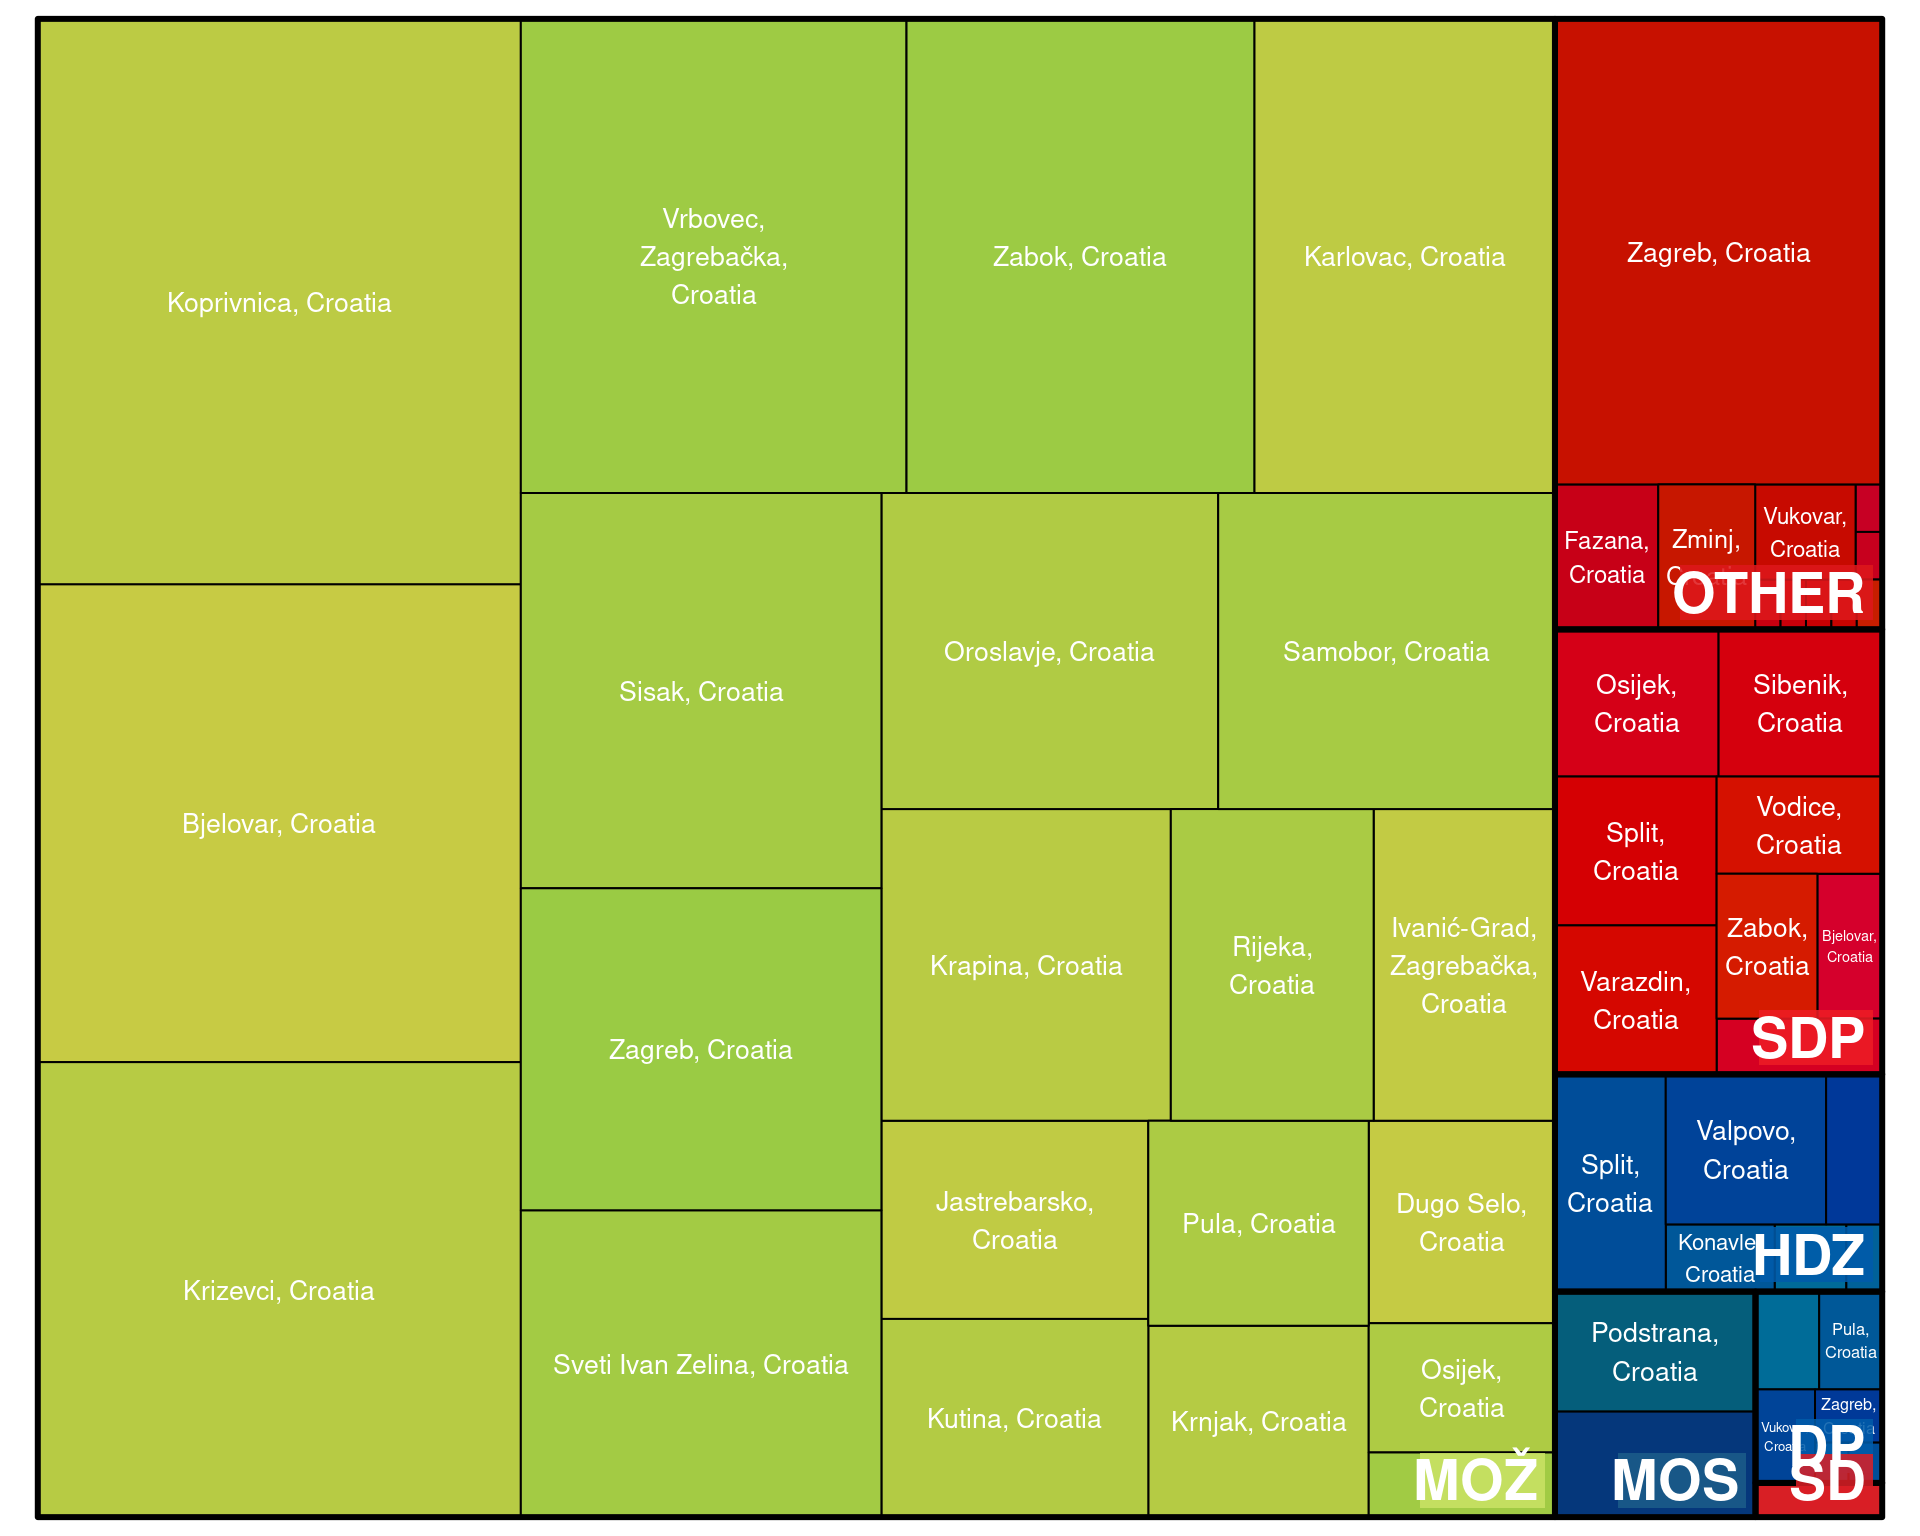 Koprivnica, Croatia
Bjelovar, Croatia
Krizevci, Croatia
Vrbovec,
Zagrebačka,
Croatia
Zabok, Croatia
Karlovac, Croatia
Sisak, Croatia
Oroslavje, Croatia
Samobor, Croatia
Zagreb, Croatia
Krapina, Croatia
Rijeka,
Croatia
Ivanić-Grad,
Zagrebačka,
Croatia
Sveti Ivan Zelina, Croatia
Jastrebarsko,
Croatia
Pula, Croatia
Dugo Selo,
Croatia
Kutina, Croatia
Krnjak, Croatia
Osijek,
Croatia
MOŽ
Zagreb, Croatia
Fazana,
Croatia
Zminj,
Croatia
Vukovar,
Croatia
OTHER
Osijek,
Croatia
Sibenik,
Croatia
Split,
Croatia
Vodice,
Croatia
Varazdin,
Croatia
Zabok,
Croatia
Bjelovar,
Croatia
SDP
Split,
Croatia
Valpovo,
Croatia
Konavle
Croatia
HDZ
Podstrana,
Croatia
MOS
Pula,
Croatia
Zagreb,
Croatia
DP
SD